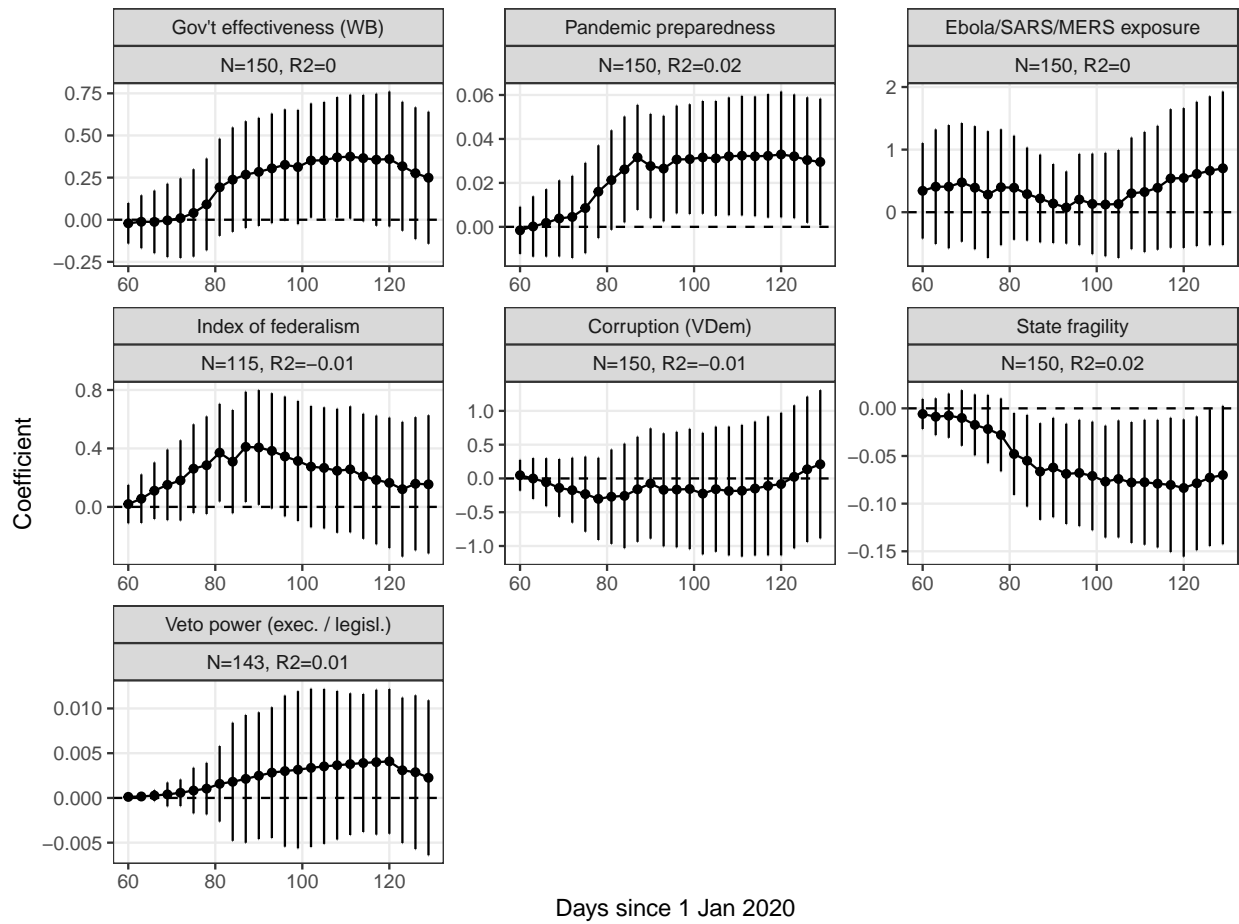 Gov't effectiveness (WB)
N=150, R2=0
0.75
0.50
0.25
0.00
−0.25
60 80 100 120
Pandemic preparedness
N=150, R2=0.02
0.06
0.04
0.02
0.00
60 80 100 120
Ebola/SARS/MERS exposure
N=150, R2=0
2
1
0
60 80 100 120
Index of federalism
N=115, R2=−0.01
0.8
0.4
0.0
60 80 100 120
Corruption (VDem)
N=150, R2=−0.01
1.0
0.5
0.0
−0.5
−1.0
60 80 100 120
State fragility
N=150, R2=0.02
0.00
−0.05
−0.10
−0.15
60 80 100 120
Veto power (exec. / legisl.)
N=143, R2=0.01
0.010
0.005
0.000
−0.005
60 80 100 120
Coefficient
Days since 1 Jan 2020